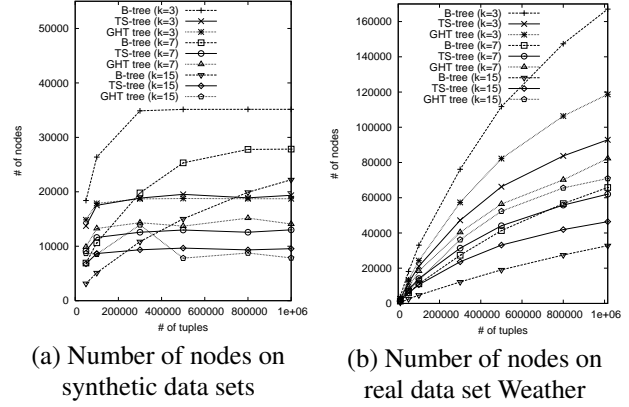 B-tree (k=3)
TS-tree (k=3)
GHT tree (k=3)
B-tree (k=7)
TS-tree (k=7)
GHT tree (k=7)
B-tree (k=15)
TS-tree (k=15)
GHT tree (k=15)
50000
40000
30000
20000
10000
0
# of nodes
0 200000 400000 600000 800000 1e+06
# of tuples
(a) Number of nodes on
synthetic data sets
B-tree (k=3)
TS-tree (k=3)
GHT tree (k=3)
B-tree (k=7)
TS-tree (k=7)
GHT tree (k=7)
B-tree (k=15)
TS-tree (k=15)
GHT tree (k=15)
160000
140000
120000
100000
80000
60000
40000
20000
0
# of nodes
200000 400000 600000 800000 1e+06
# of tuples
(b) Number of nodes on
real data set Weather